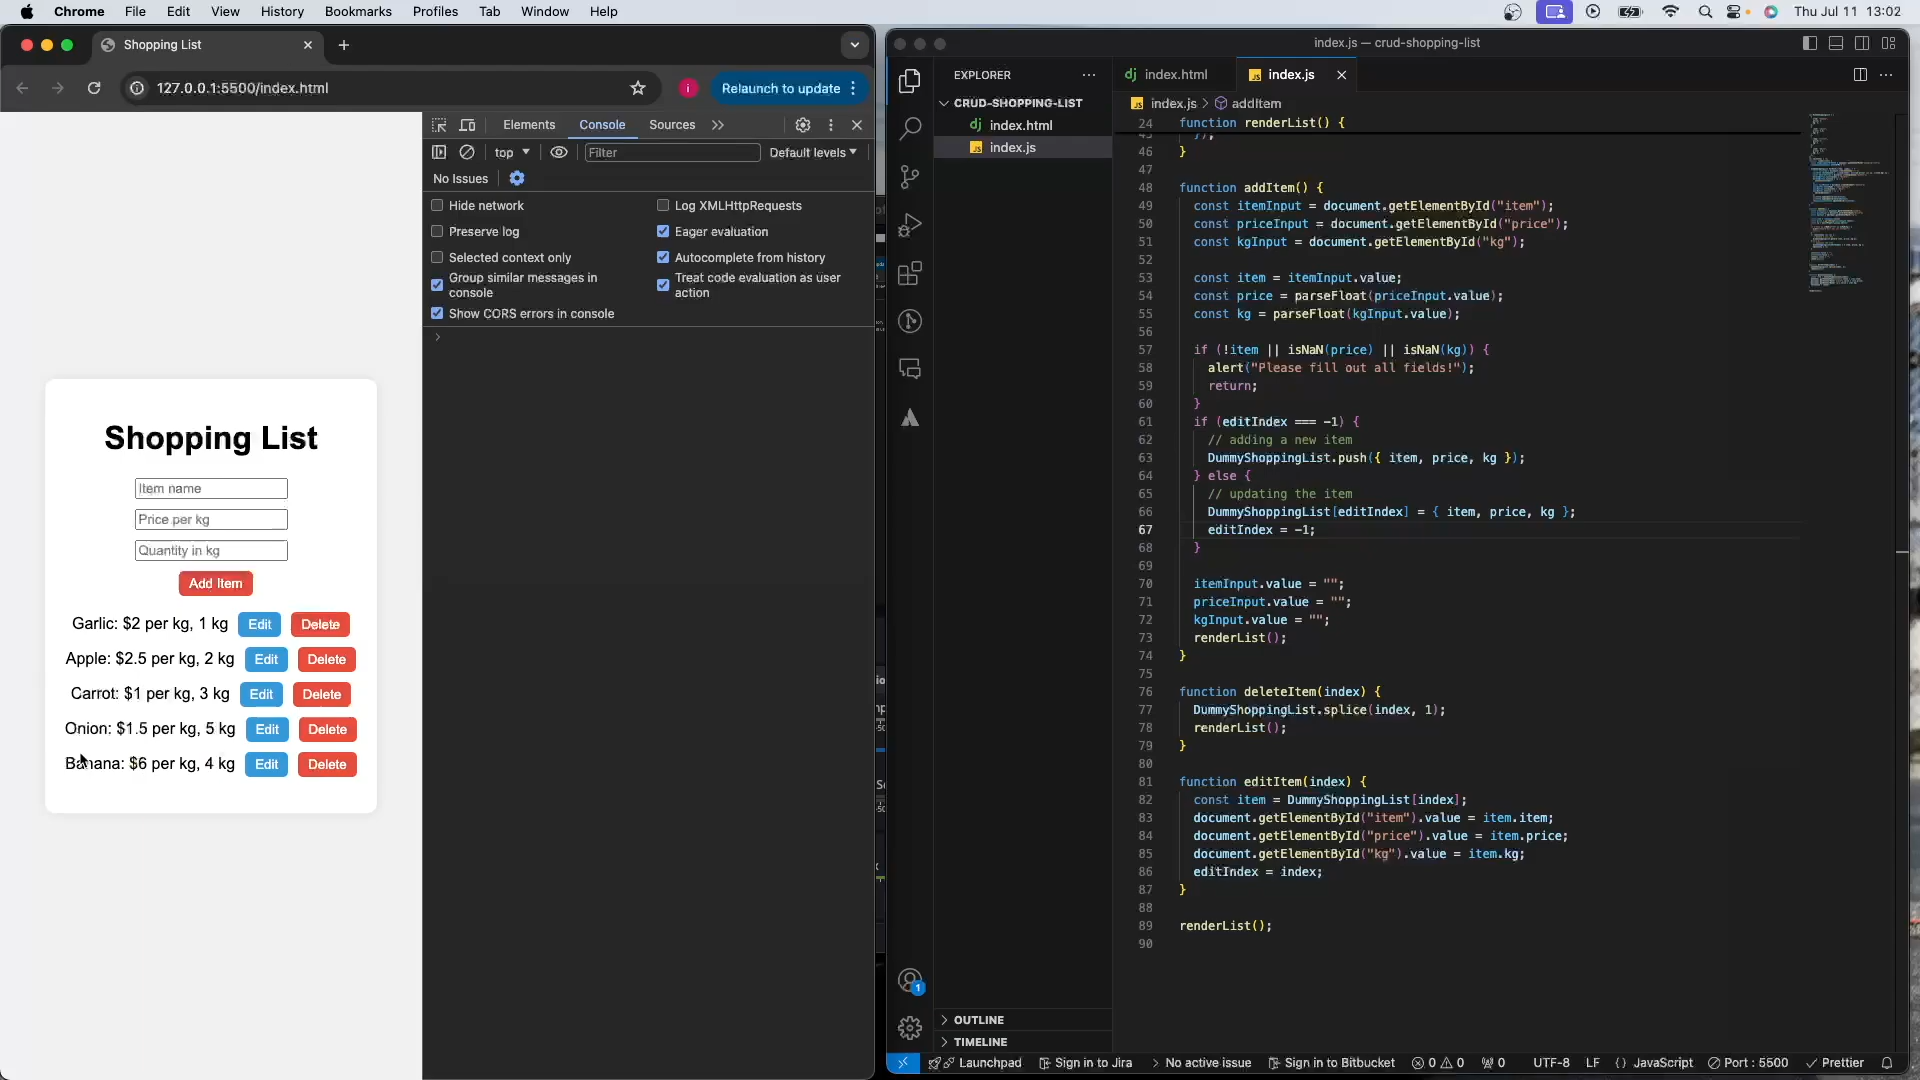 Chrome File Edit View History Bookmarks Profiles Tab Window Help
Thu Jul 11 13:02
Shopping List
127.0.0.1:5500/index.html
i
Relaunch to update
Shopping List
Item name
Price per kg
Quantity in kg
Add Item
Garlic: $2 per kg, 1 kg Edit Delete
Apple: $2.5 per kg, 2 kg Edit Delete
Carrot: $1 per kg, 3 kg Edit Delete
Onion: $1.5 per kg, 5 kg Edit Delete
Banana: $6 per kg, 4 kg Edit Delete
Elements Console Sources
top Filter Default levels
No Issues
Hide network Log XMLHttpRequests
Preserve log Eager evaluation
Selected context only Autocomplete from history
Group similar messages in console
Treat code evaluation as user action
Show CORS errors in console
index.js — crud-shopping-list
EXPLORER
CRUD-SHOPPING-LIST
dj index.html
JS index.js
OUTLINE
TIMELINE
dj index.html JS index.js
JS index.js > addItem
24 function renderList() {
46 }
47
48 function addItem() {
49 const itemInput = document.getElementById("item");
50 const priceInput = document.getElementById("price");
51 const kgInput = document.getElementById("kg");
52
53 const item = itemInput.value;
54 const price = parseFloat(priceInput.value);
55 const kg = parseFloat(kgInput.value);
56
57 if (!item || isNaN(price) || isNaN(kg)) {
58 alert("Please fill out all fields!");
59 return;
60 }
61 if (editIndex === -1) {
62 // adding a new item
63 DummyShoppingList.push({ item, price, kg });
64 } else {
65 // updating the item
66 DummyShoppingList[editIndex] = { item, price, kg };
67 editIndex = -1;
68 }
69
70 itemInput.value = "";
71 priceInput.value = "";
72 kgInput.value = "";
73 renderList();
74 }
75
76 function deleteItem(index) {
77 DummyShoppingList.splice(index, 1);
78 renderList();
79 }
80
81 function editItem(index) {
82 const item = DummyShoppingList[index];
83 document.getElementById("item").value = item.item;
84 document.getElementById("price").value = item.price;
85 document.getElementById("kg").value = item.kg;
86 editIndex = index;
87 }
88
89 renderList();
90
1
Launchpad Sign in to Jira No active issue Sign in to Bitbucket 0 0 0 UTF-8 LF {} JavaScript Port : 5500 Prettier